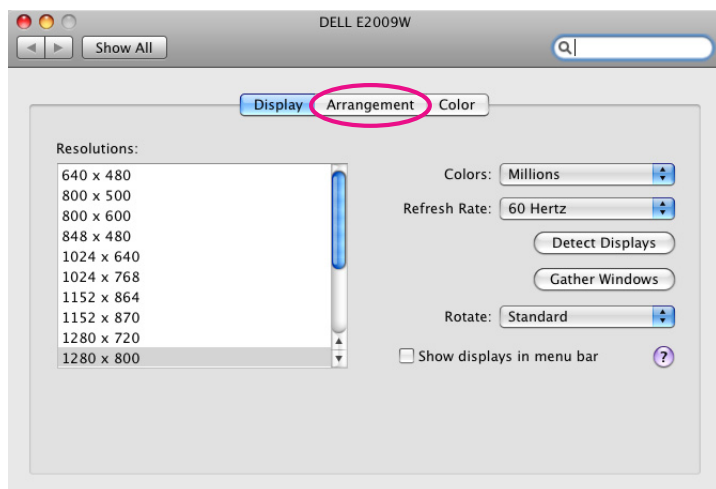 DELL E2009W
Show All
Display Arrangement Color
Resolutions:
640 x 480
800 x 500
800 x 600
848 x 480
1024 x 640
1024 x 768
1152 x 864
1152 x 870
1280 x 720
1280 x 800
Colors: Millions
Refresh Rate: 60 Hertz
Detect Displays
Gather Windows
Rotate: Standard
Show displays in menu bar ?